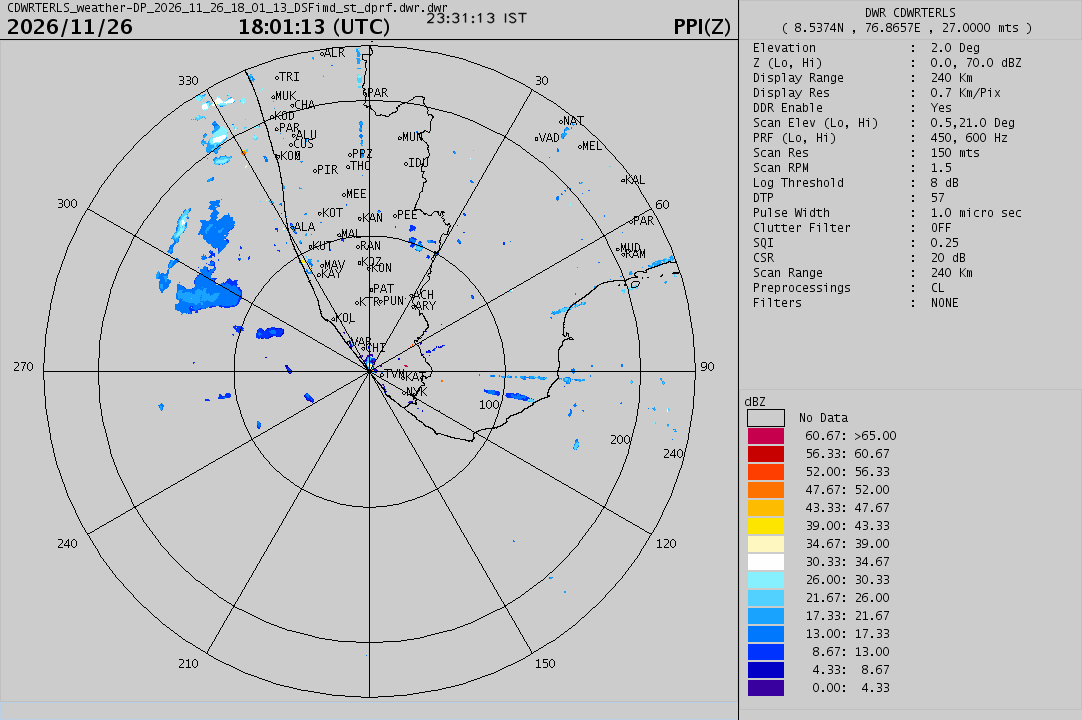 CDWRTERLS_weather-DP_2026_11_26_18_01_13_DSFimd_st_dprf.dwr.dwr
23:31:13 IST
2026/11/26 18:01:13 (UTC) PPI(Z)
DWR CDWRTERLS
( 8.5374N , 76.8657E , 27.0000 mts )
Elevation : 2.0 Deg
Z (Lo, Hi) : 0.0, 70.0 dBZ
Display Range : 240 Km
Display Res : 0.7 Km/Pix
DDR Enable : Yes
Scan Elev (Lo, Hi) : 0.5,21.0 Deg
PRF (Lo, Hi) : 450, 600 Hz
Scan Res : 150 mts
Scan RPM : 1.5
Log Threshold : 8 dB
DTP : 57
Pulse Width : 1.0 micro sec
Clutter Filter : OFF
SQI : 0.25
CSR : 20 dB
Scan Range : 240 Km
Preprocessings : CL
Filters : NONE
dBZ
No Data
60.67: >65.00
56.33: 60.67
52.00: 56.33
47.67: 52.00
43.33: 47.67
39.00: 43.33
34.67: 39.00
30.33: 34.67
26.00: 30.33
21.67: 26.00
17.33: 21.67
13.00: 17.33
8.67: 13.00
4.33: 8.67
0.00: 4.33
ALR
TRI
330
30
PAR
MUK
CHA
KOD
NAT
PAR
ALU
MUN
VAD
CUS
MEL
PPZ
THO
IDU
PIR
KAL
MEE
300
60
KOT
KAN
PEE
PAR
ALA
MAL
KUT
RAN
MUD
RAM
KOZ
MAV
KON
KAY
PAT
ACH
KTR
PUN
ARY
KOL
VAR
CHI
270
90
TVM
KAT
NYK
100
200
240
240
120
210
150